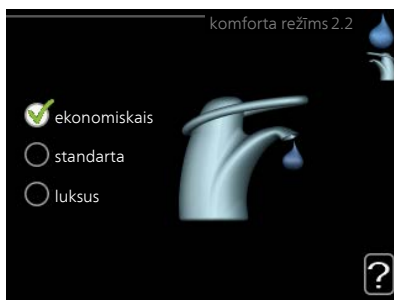 komforta režīms 2.2
ekonomiskais
standarta
luksus
?